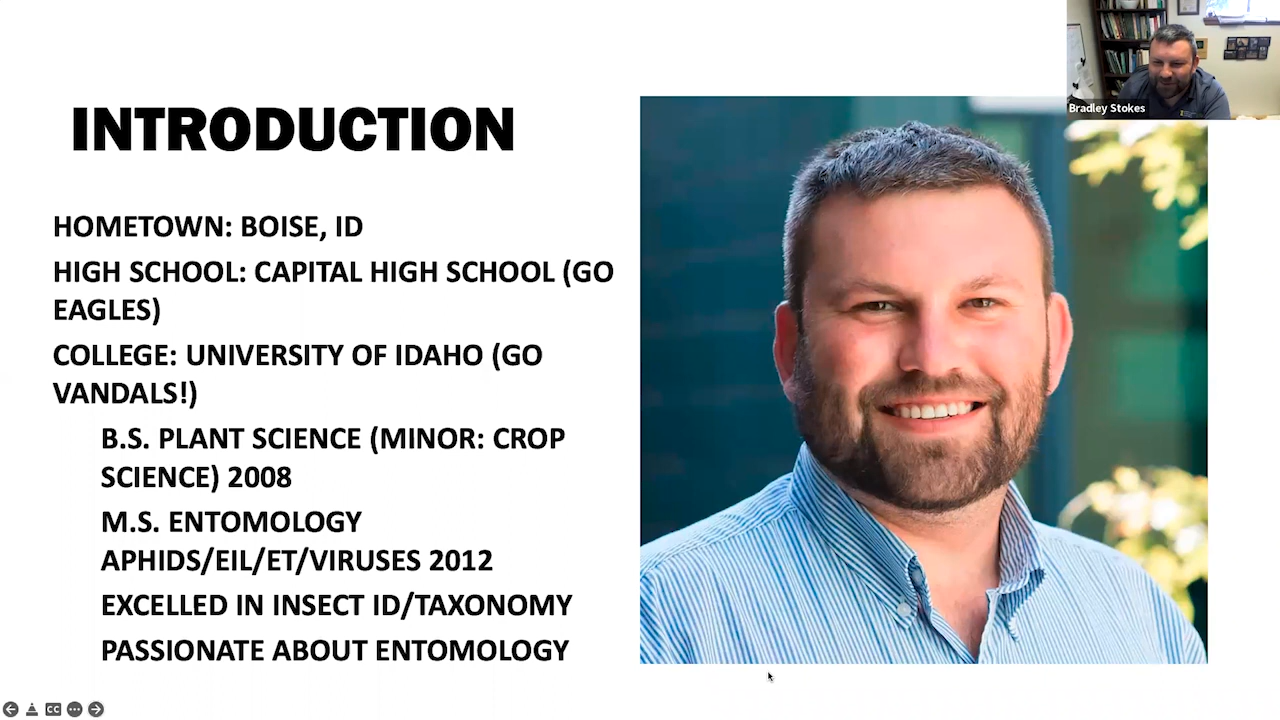 Bradley Stokes
INTRODUCTION
HOMETOWN: BOISE, ID
HIGH SCHOOL: CAPITAL HIGH SCHOOL (GO
EAGLES)
COLLEGE: UNIVERSITY OF IDAHO (GO
VANDALS!)
B.S. PLANT SCIENCE (MINOR: CROP
SCIENCE) 2008
M.S. ENTOMOLOGY
APHIDS/EIL/ET/VIRUSES 2012
EXCELLED IN INSECT ID/TAXONOMY
PASSIONATE ABOUT ENTOMOLOGY
CC